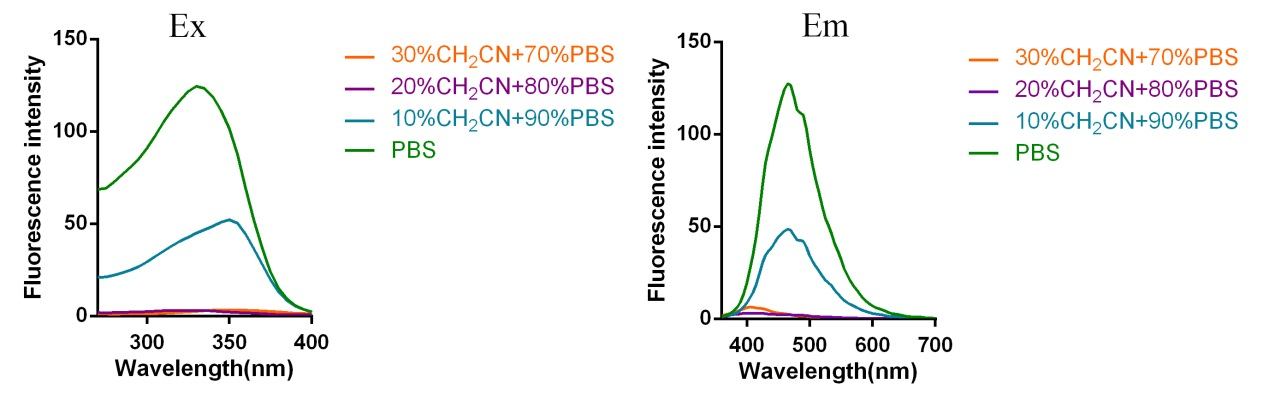 Ex
150
100
50
0
Fluorescence intensity
300 350 400
Wavelength(nm)
30%CH₂CN+70%PBS
20%CH₂CN+80%PBS
10%CH₂CN+90%PBS
PBS
Em
150
100
50
0
Fluorescence intensity
400 500 600 700
Wavelength(nm)
30%CH₂CN+70%PBS
20%CH₂CN+80%PBS
10%CH₂CN+90%PBS
PBS